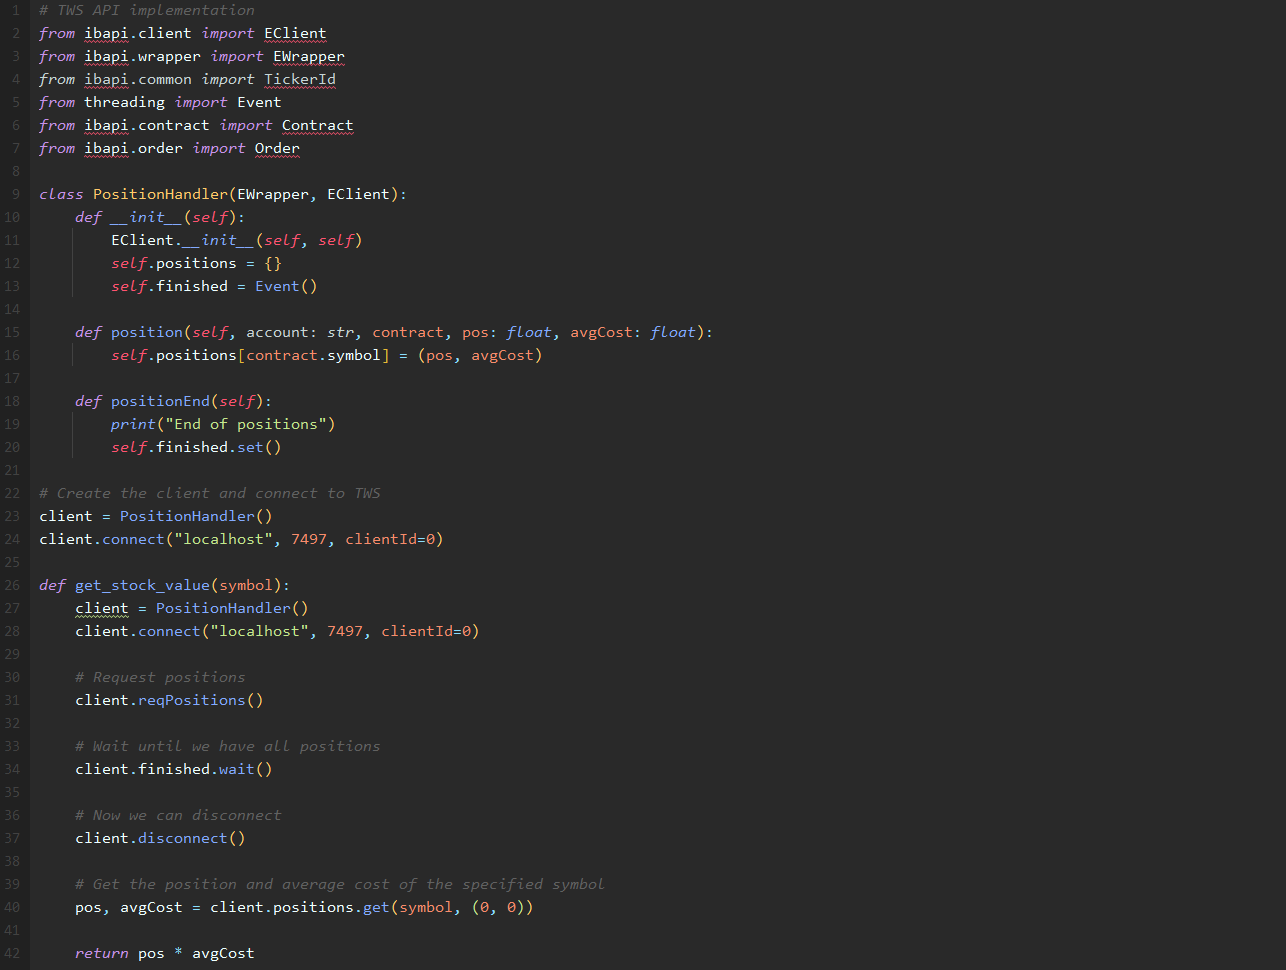 1 # TWS API implementation
2 from ibapi.client import EClient
3 from ibapi.wrapper import EWrapper
4 from ibapi.common import TickerId
5 from threading import Event
6 from ibapi.contract import Contract
7 from ibapi.order import Order
8
9 class PositionHandler(EWrapper, EClient):
10     def __init__(self):
11         EClient.__init__(self, self)
12         self.positions = {}
13         self.finished = Event()
14
15     def position(self, account: str, contract, pos: float, avgCost: float):
16         self.positions[contract.symbol] = (pos, avgCost)
17
18     def positionEnd(self):
19         print("End of positions")
20         self.finished.set()
21
22 # Create the client and connect to TWS
23 client = PositionHandler()
24 client.connect("localhost", 7497, clientId=0)
25
26 def get_stock_value(symbol):
27     client = PositionHandler()
28     client.connect("localhost", 7497, clientId=0)
29
30     # Request positions
31     client.reqPositions()
32
33     # Wait until we have all positions
34     client.finished.wait()
35
36     # Now we can disconnect
37     client.disconnect()
38
39     # Get the position and average cost of the specified symbol
40     pos, avgCost = client.positions.get(symbol, (0, 0))
41
42     return pos * avgCost